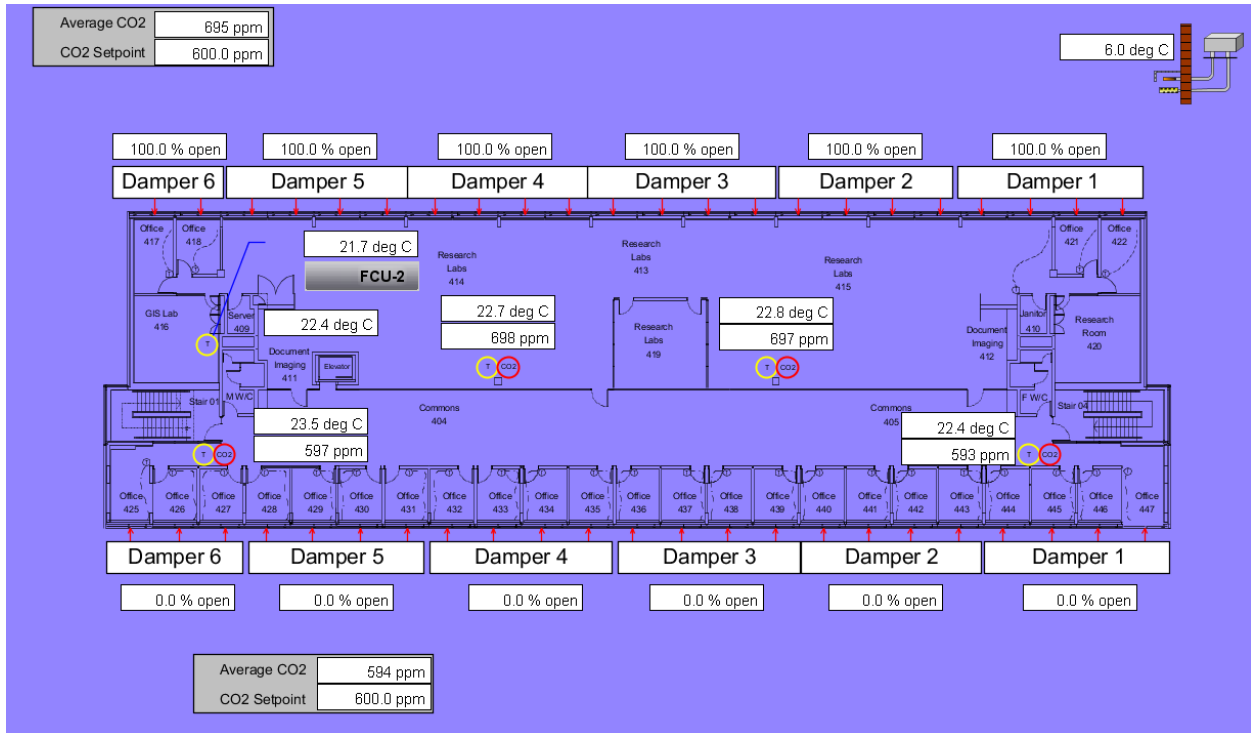 Average CO2 695 ppm
CO2 Setpoint 600.0 ppm
6.0 deg C
100.0 % open 100.0 % open 100.0 % open 100.0 % open 100.0 % open 100.0 % open
Damper 6 Damper 5 Damper 4 Damper 3 Damper 2 Damper 1
Office
417
Office
418
21.7 deg C
FCU-2
Research
Labs
414
Research
Labs
413
Research
Labs
415
Office
421
Office
422
GIS Lab
416
Server
409
22.4 deg C
22.7 deg C
698 ppm
Research
Labs
419
22.8 deg C
697 ppm
Document
Imaging
412
Janitor
410
Research
Room
420
T
Document
Imaging
411
Elevator
T CO2
T CO2
Stair 01
M W/C
Commons
404
Commons
405
F W/C
Stair 04
23.5 deg C
597 ppm
22.4 deg C
593 ppm
T CO2
T CO2
Office Office Office Office Office Office Office Office Office Office Office Office Office Office Office Office Office Office Office Office Office Office Office
425 426 427 428 429 430 431 432 433 434 435 436 437 438 439 440 441 442 443 444 445 446 447
Damper 6 Damper 5 Damper 4 Damper 3 Damper 2 Damper 1
0.0 % open 0.0 % open 0.0 % open 0.0 % open 0.0 % open 0.0 % open
Average CO2 594 ppm
CO2 Setpoint 600.0 ppm